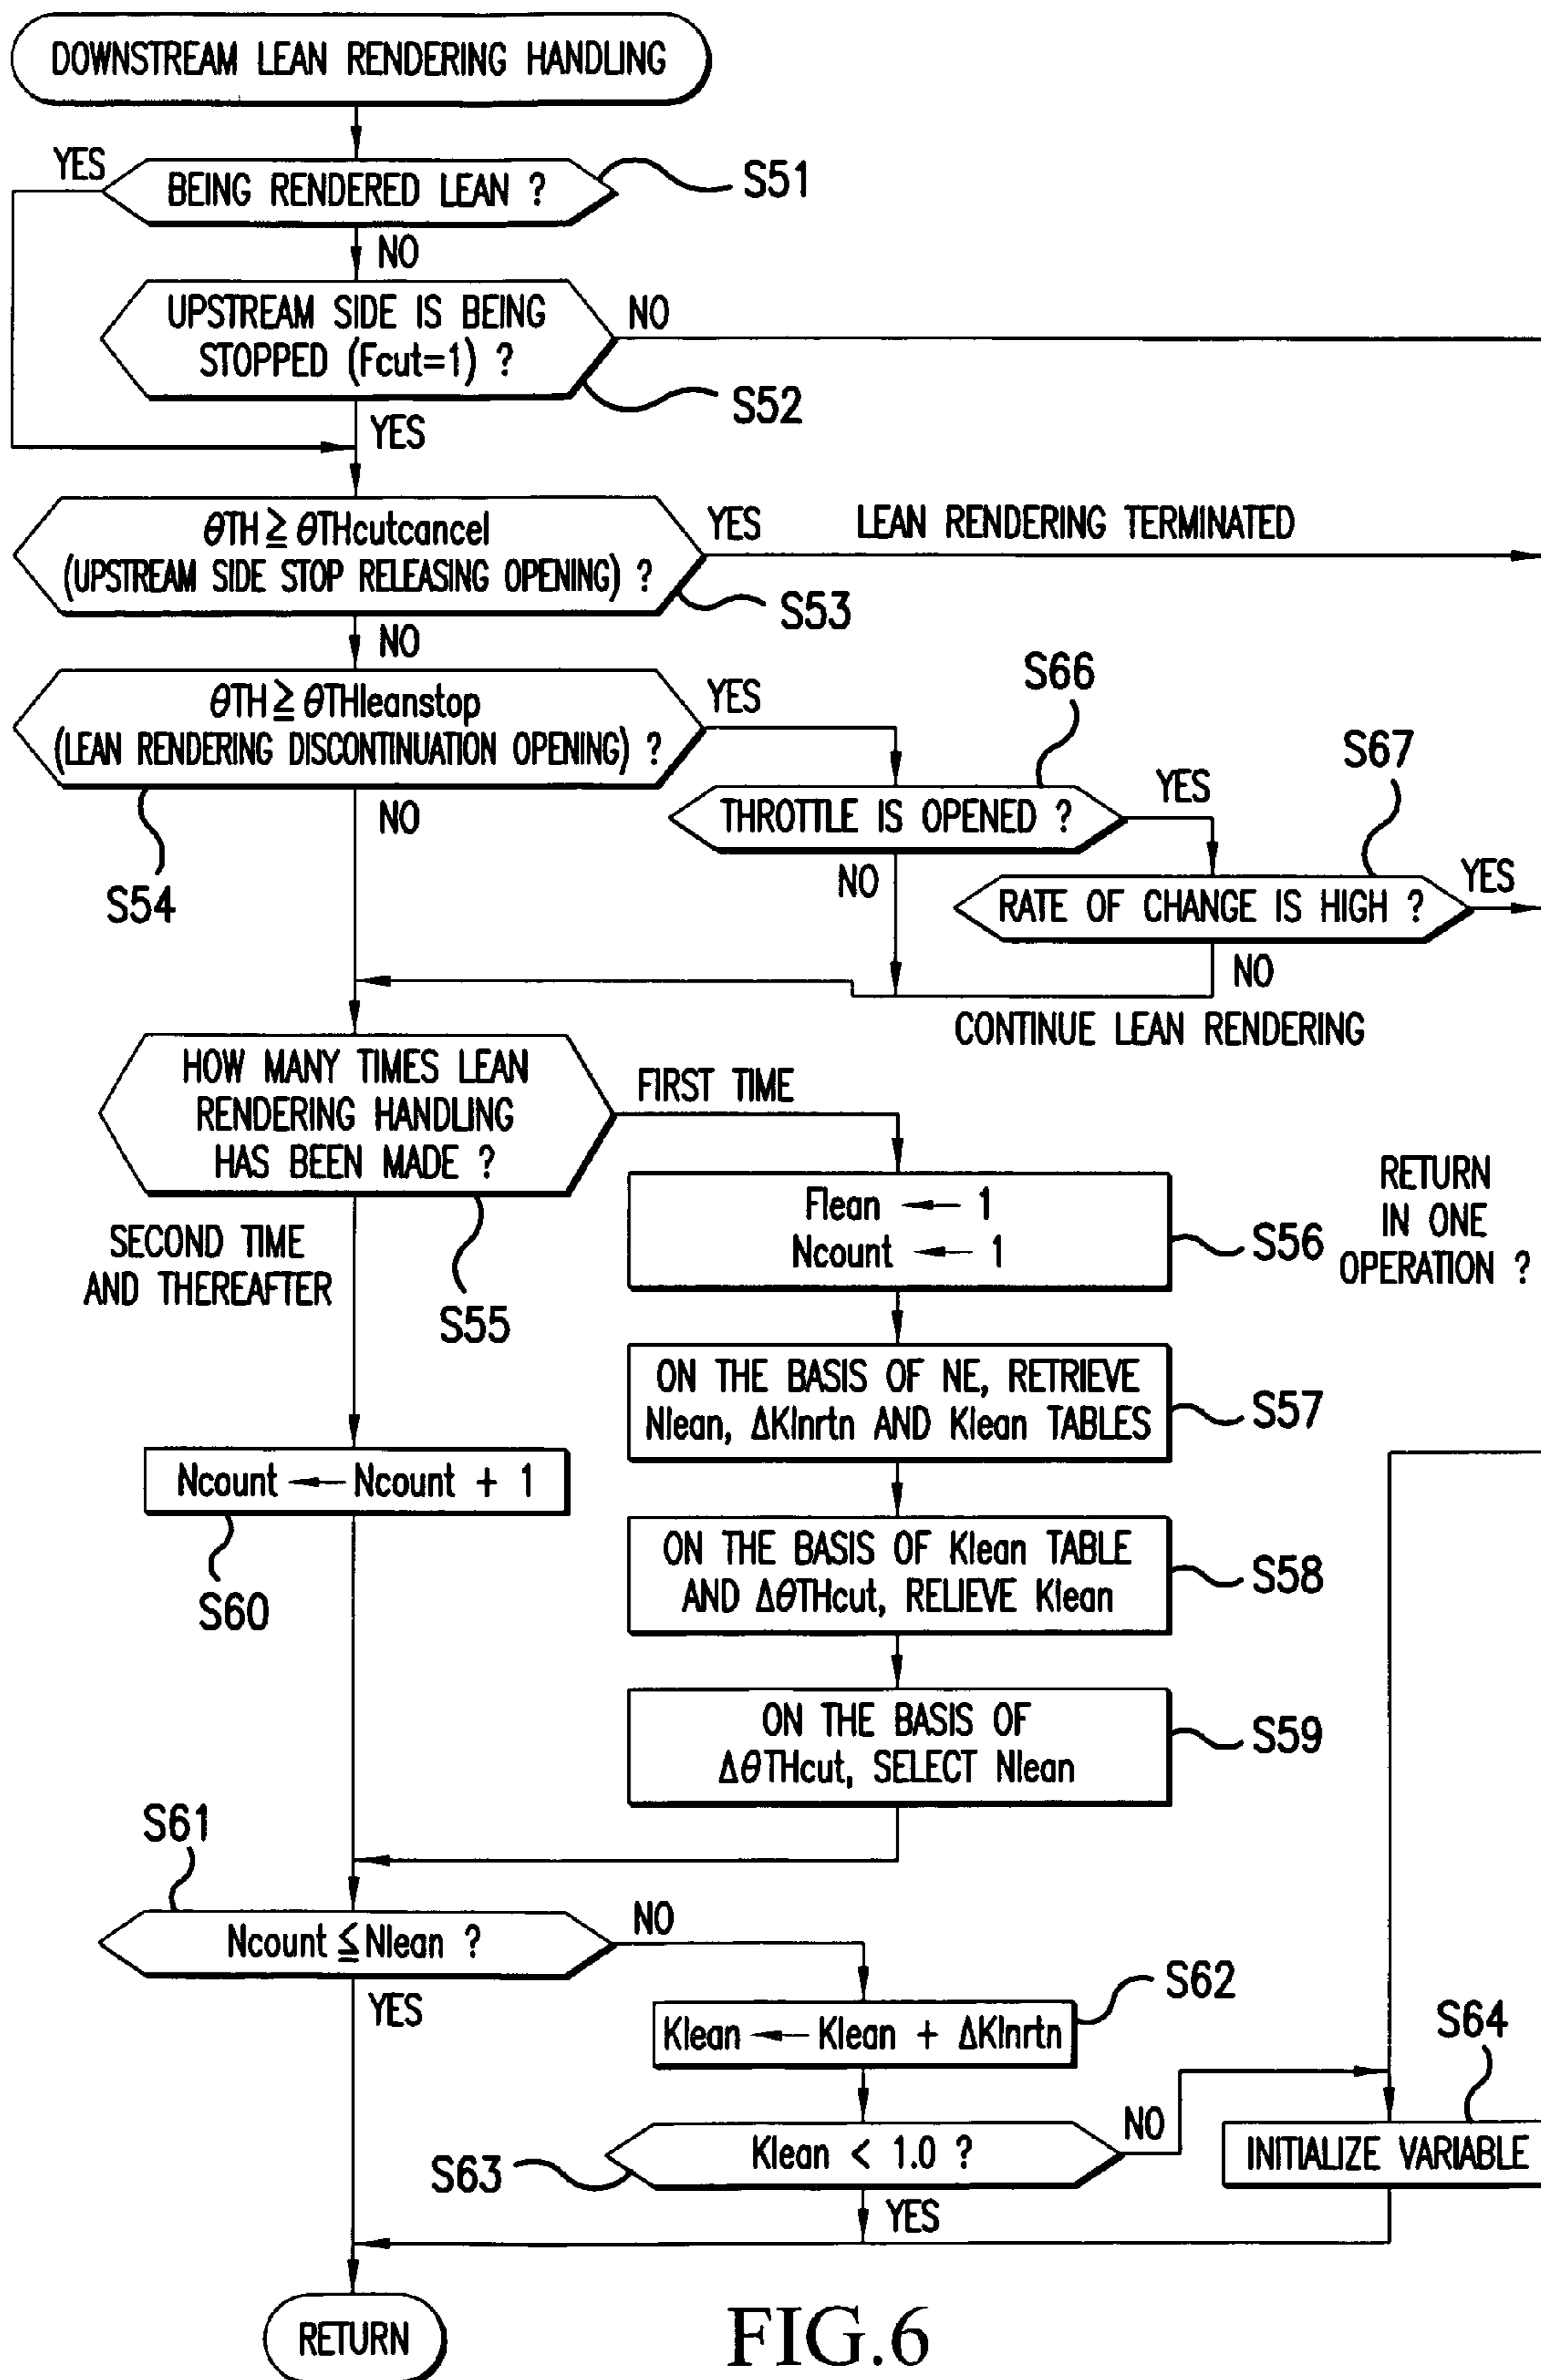 DOWNSTREAM LEAN RENDERING HANDLING
YES
BEING RENDERED LEAN ?
S51
NO
UPSTREAM SIDE IS BEING
STOPPED (Fcut=1) ?
NO
S52
YES
θTH ≧ θTHcutcancel
(UPSTREAM SIDE STOP RELEASING OPENING) ?
YES
LEAN RENDERING TERMINATED
S53
NO
θTH ≧ θTHleanstop
(LEAN RENDERING DISCONTINUATION OPENING) ?
YES
S54
NO
S66
THROTTLE IS OPENED ?
YES
NO
S67
RATE OF CHANGE IS HIGH ?
YES
NO
CONTINUE LEAN RENDERING
HOW MANY TIMES LEAN
RENDERING HANDLING
HAS BEEN MADE ?
FIRST TIME
S55
SECOND TIME
AND THEREAFTER
Flean ← 1
Ncount ← 1
S56
RETURN
IN ONE
OPERATION ?
ON THE BASIS OF NE, RETRIEVE
Nlean, ΔKlnrtn AND Klean TABLES
S57
Ncount ← Ncount + 1
S60
ON THE BASIS OF Klean TABLE
AND ΔθTHcut, RELIEVE Klean
S58
ON THE BASIS OF
ΔθTHcut, SELECT Nlean
S59
S61
Ncount ≦ Nlean ?
NO
YES
Klean ← Klean + ΔKlnrtn
S62
Klean < 1.0 ?
S63
NO
YES
S64
INITIALIZE VARIABLE
RETURN
FIG.6